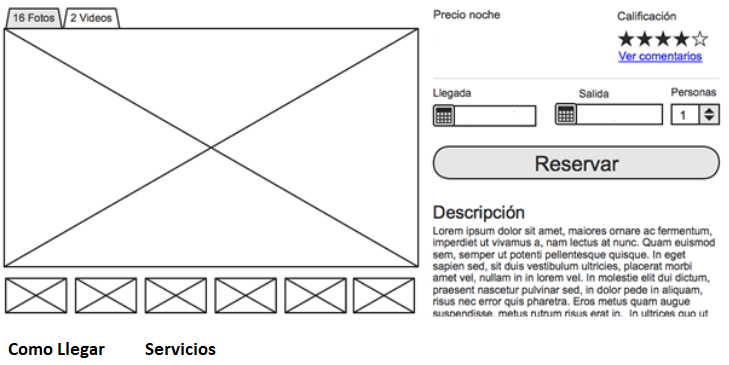 16 Fotos
2 Videos
Precio noche
Calificación
Ver comentarios
Llegada
Salida
Personas
1
Reservar
Descripción
Lorem ipsum dolor sit amet, maiores ornare ac fermentum,
imperdiet ut vivamus a, nam lectus at nunc. Quam euismod
sem, semper ut potenti pellentesque quisque. In eget
sapien sed, sit duis vestibulum ultricies, placerat morbi
amet vel, nullam in in lorem vel. In molestie elit dui dictum,
praesent nascetur pulvinar sed, in dolor pede in aliquam,
risus nec error quis pharetra. Eros metus quam augue
suspendisse, metus rutrum risus erat in. In ultrices quo ut
Como Llegar
Servicios